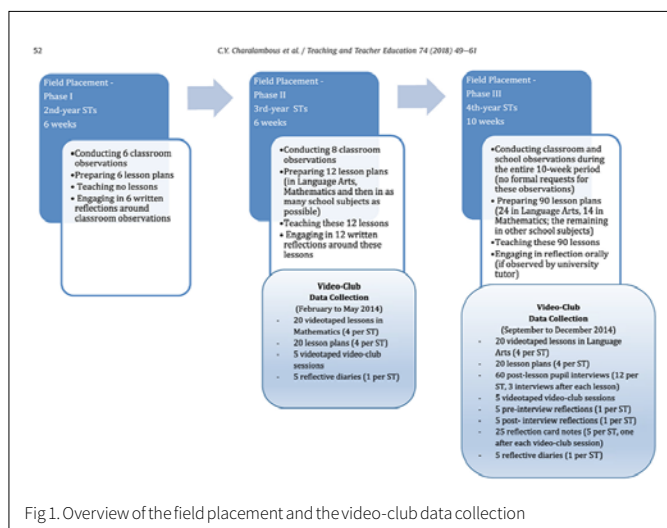 52
C.Y. Charalambous et al. / Teaching and Teacher Education 74 (2018) 49–61
Field Placement -
Phase I
2nd-year STs
6 weeks
•Conducting 6 classroom
observations
•Preparing 6 lesson plans
•Teaching no lessons
•Engaging in 6 written
reflections around
classroom observations
Field Placement -
Phase II
3rd-year STs
6 weeks
•Conducting 8 classroom
observations
•Preparing 12 lesson plans
(in Language Arts,
Mathematics and then in as
many school subjects as
possible)
•Teaching these 12 lessons
•Engaging in 12 written
reflections around these
lessons
Video-Club
Data Collection
(February to May 2014)
- 20 videotaped lessons in
Mathematics (4 per ST)
- 20 lesson plans (4 per ST)
- 5 videotaped video-club
sessions
- 5 reflective diaries (1 per ST)
Field Placement -
Phase III
4th-year STs
10 weeks
•Conducting classroom and
school observations during
the entire 10-week period
(no formal requests for
these observations)
•Preparing 90 lesson plans
(24 in Language Arts, 14 in
Mathematics; the remaining
in other school subjects)
•Teaching these 90 lessons
•Engaging in reflection orally
(if observed by university
tutor)
Video-Club
Data Collection
(September to December 2014)
- 20 videotaped lessons in Language
Arts (4 per ST)
- 20 lesson plans (4 per ST)
- 60 post-lesson pupil interviews (12 per
ST, 3 interviews after each lesson)
- 5 videotaped video-club sessions
- 5 pre-interview reflections (1 per ST)
- 5 post- interview reflections (1 per ST)
- 25 reflection card notes (5 per ST, one
after each video-club session)
- 5 reflective diaries (1 per ST)
Fig 1. Overview of the field placement and the video-club data collection